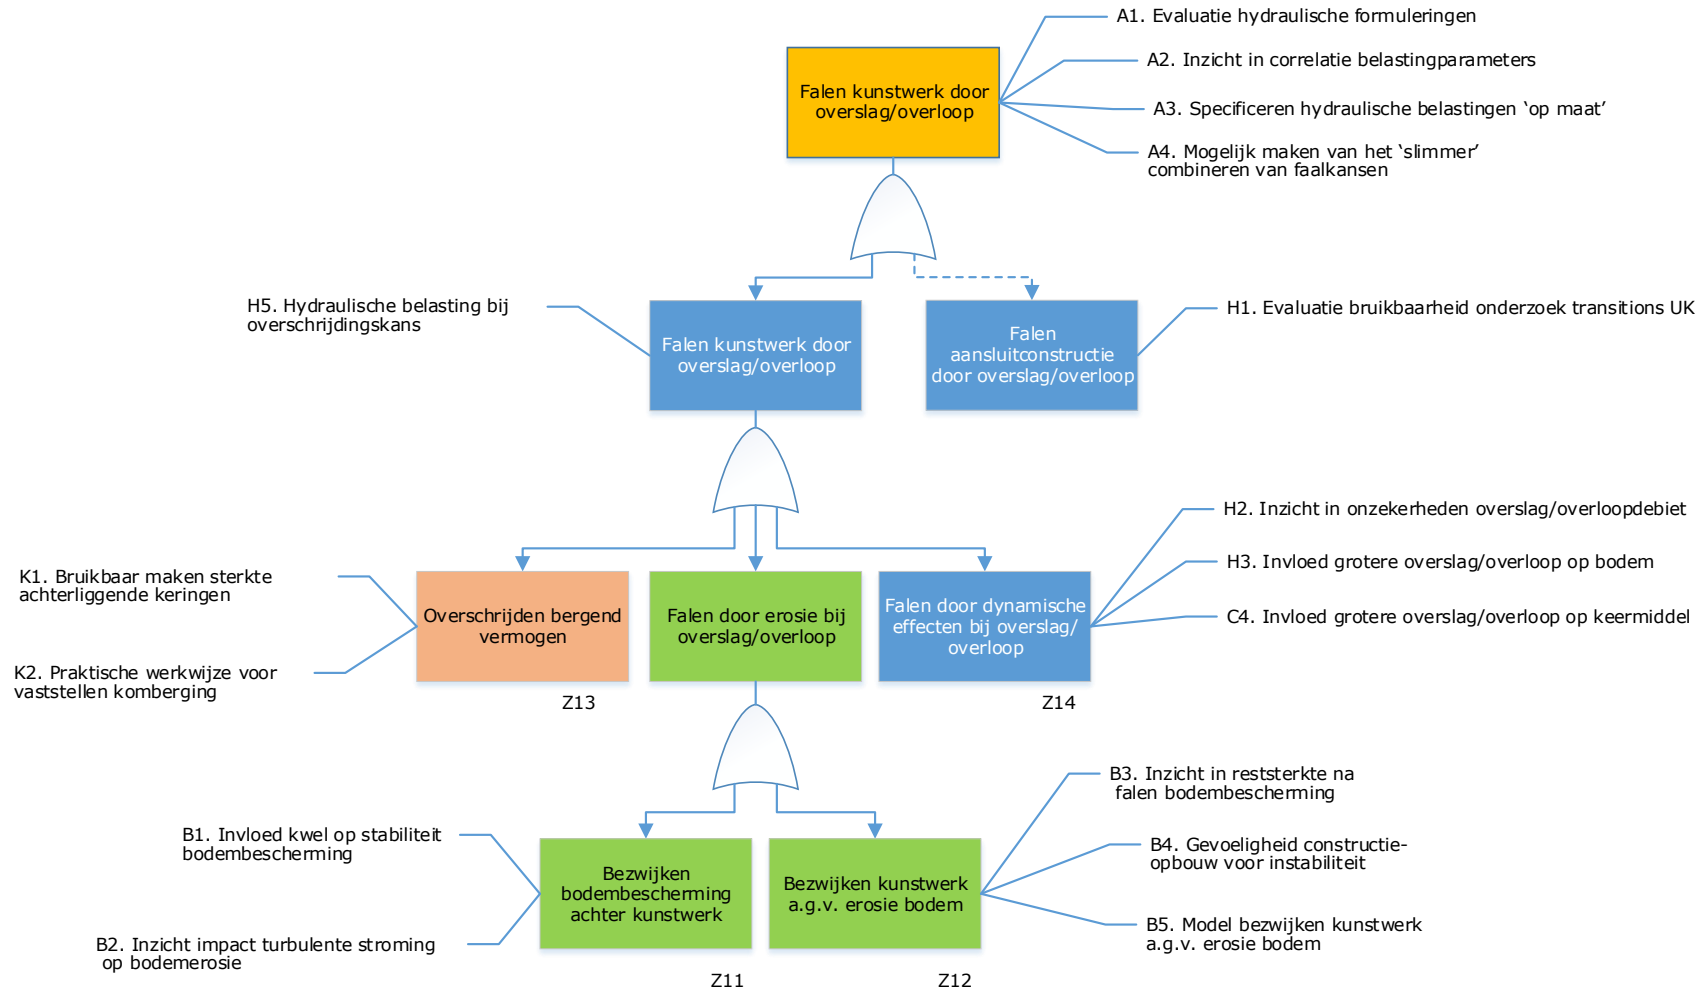 A1. Evaluatie hydraulische formuleringen
A2. Inzicht in correlatie belastingparameters
Falen kunstwerk door
overslag/overloop
A3. Specificeren hydraulische belastingen ‘op maat’
A4. Mogelijk maken van het ‘slimmer’
combineren van faalkansen
H5. Hydraulische belasting bij
overschrijdingskans
Falen kunstwerk door
overslag/overloop
Falen
aansluitconstructie
door overslag/overloop
H1. Evaluatie bruikbaarheid onderzoek transitions UK
H2. Inzicht in onzekerheden overslag/overloopdebiet
H3. Invloed grotere overslag/overloop op bodem
C4. Invloed grotere overslag/overloop op keermiddel
K1. Bruikbaar maken sterkte
achterliggende keringen
K2. Praktische werkwijze voor
vaststellen komberging
Overschrijden bergend
vermogen
Falen door erosie bij
overslag/overloop
Falen door dynamische
effecten bij overslag/
overloop
Z13
Z14
B1. Invloed kwel op stabiliteit
bodembescherming
B2. Inzicht impact turbulente stroming
op bodemerosie
Bezwijken
bodembescherming
achter kunstwerk
Bezwijken kunstwerk
a.g.v. erosie bodem
B3. Inzicht in reststerkte na
falen bodembescherming
B4. Gevoeligheid constructie-
opbouw voor instabiliteit
B5. Model bezwijken kunstwerk
a.g.v. erosie bodem
Z11
Z12